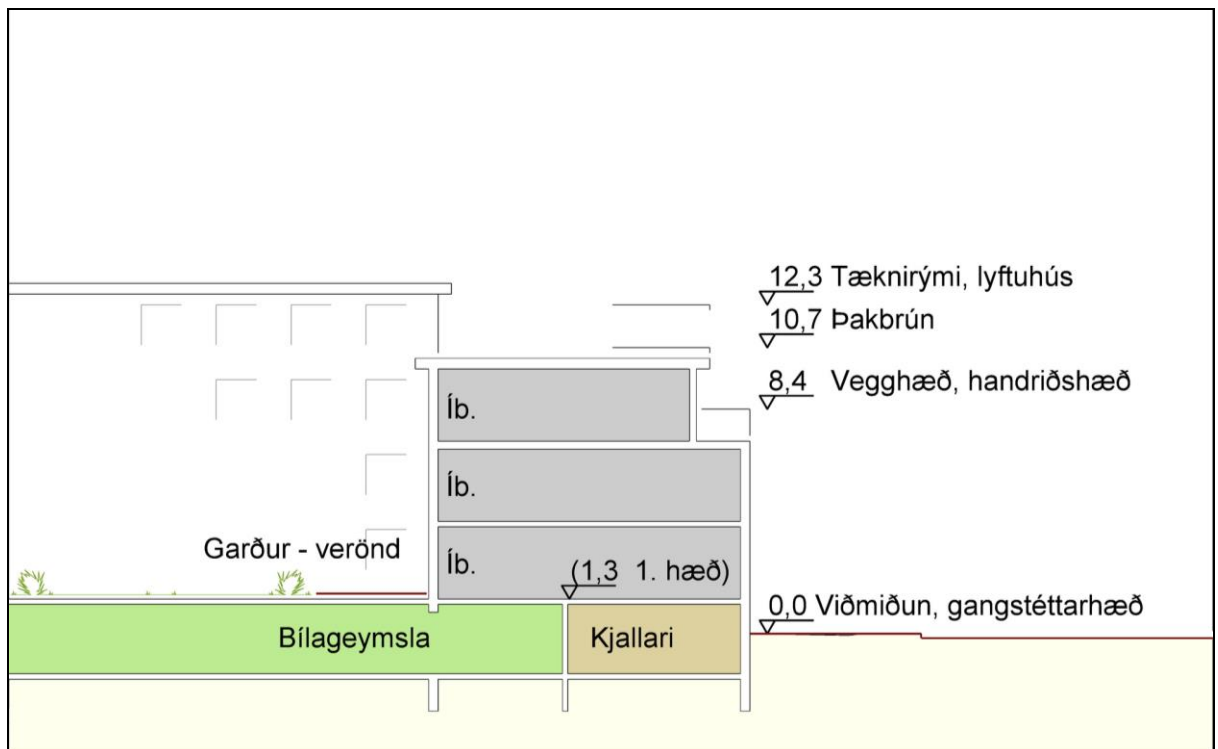 12,3 Tæknirými, lyftuhús
10,7 Þakbrún
8,4 Vegghæð, handriðshæð
Íb.
Íb.
Garður - verönd
Íb.
(1,3 1. hæð)
0,0 Viðmiðun, gangstéttarhæð
Bílageymsla
Kjallari